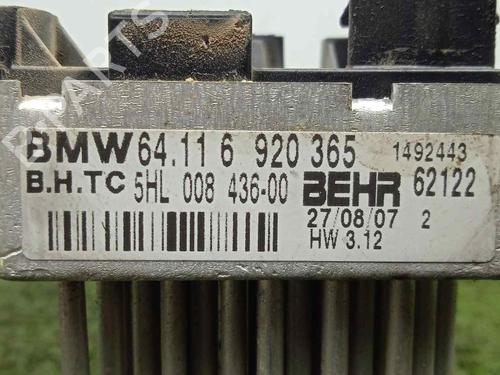 BMW 64.11 6 920 365 1492443
B.H.TC 5HL 008 436-00 BEHR 62122
27/08/07 2
HW 3.12